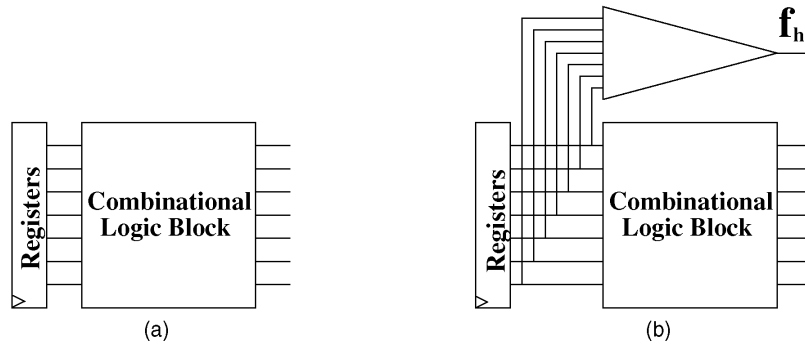 f_h
Registers
Combinational
Logic Block
(a)
Registers
Combinational
Logic Block
(b)